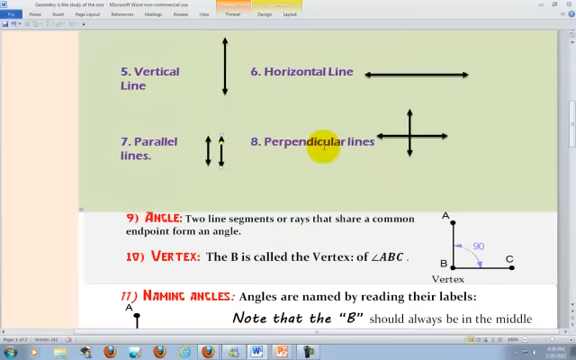 Geometry is the study of the size - Microsoft Word non-commercial use
File Home Insert Page Layout References Mailings Review View Format Design Layout
5. Vertical
Line
6. Horizontal Line
7. Parallel
lines.
8. Perpendicular lines
9) ANGLE: Two line segments or rays that share a common
endpoint form an angle.
10) VERTEX: The B is called the Vertex: of ∠ABC .
A
90
B
C
Vertex
11) NAMING ANGLES: Angles are named by reading their labels:
A
Note that the “B” should always be in the middle